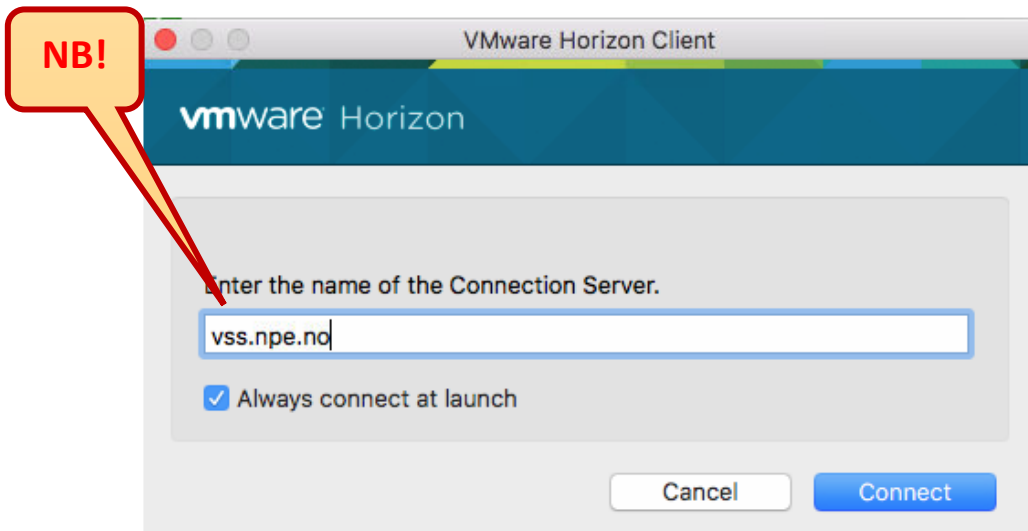 NB!
VMware Horizon Client
vmware Horizon
Enter the name of the Connection Server.
vss.npe.no
Always connect at launch
Cancel
Connect